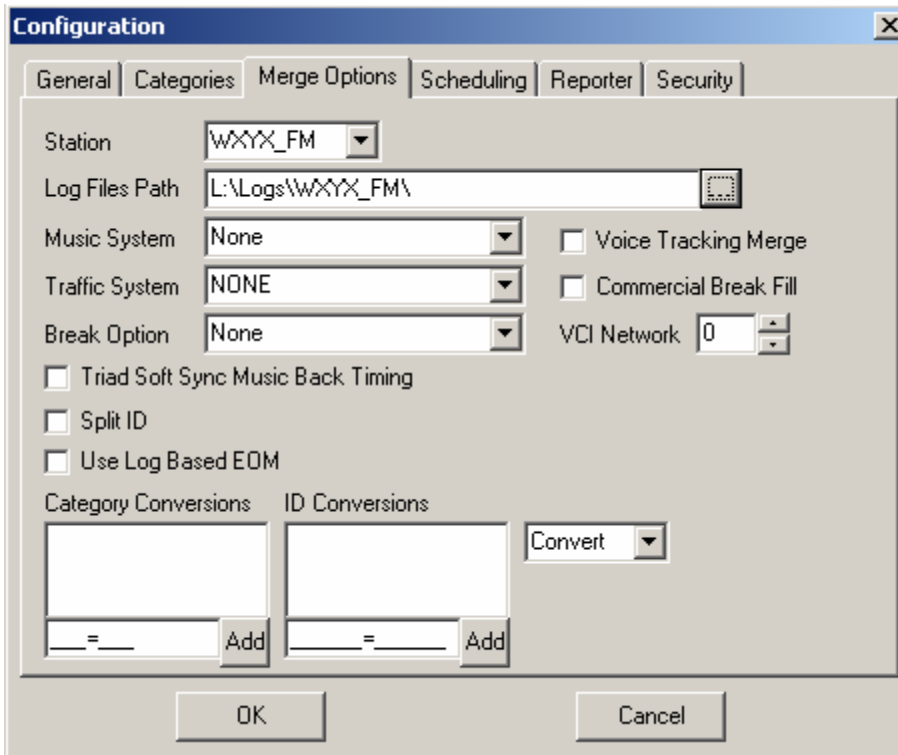 Configuration
General Categories Merge Options Scheduling Reporter Security
Station WXYX_FM
Log Files Path L:\Logs\WXYX_FM\ ...
Music System None Voice Tracking Merge
Traffic System NONE Commercial Break Fill
Break Option None VCI Network 0
Triad Soft Sync Music Back Timing
Split ID
Use Log Based EOM
Category Conversions ID Conversions
Convert
___=___ Add ______=______ Add
OK Cancel